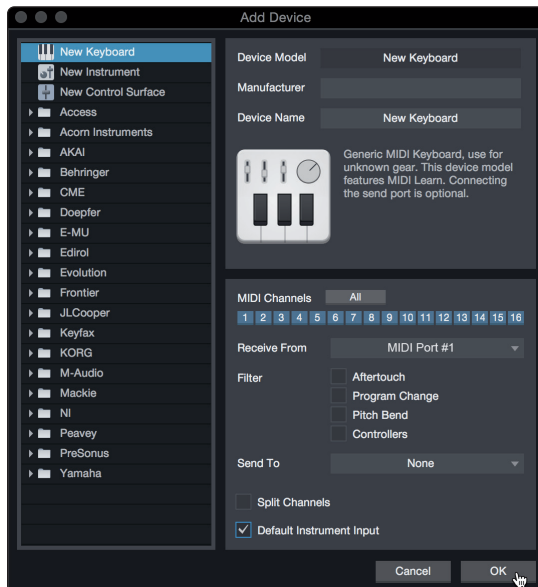 Add Device
New Keyboard
New Instrument
New Control Surface
Access
Acorn Instruments
AKAI
Behringer
CME
Doepfer
E-MU
Edirol
Evolution
Frontier
JLCooper
Keyfax
KORG
M-Audio
Mackie
NI
Peavey
PreSonus
Yamaha
Device Model New Keyboard
Manufacturer
Device Name New Keyboard
Generic MIDI Keyboard, use for
unknown gear. This device model
features MIDI Learn. Connecting
the send port is optional.
MIDI Channels All
1 2 3 4 5 6 7 8 9 10 11 12 13 14 15 16
Receive From MIDI Port #1
Filter Aftertouch
Program Change
Pitch Bend
Controllers
Send To None
Split Channels
Default Instrument Input
Cancel OK